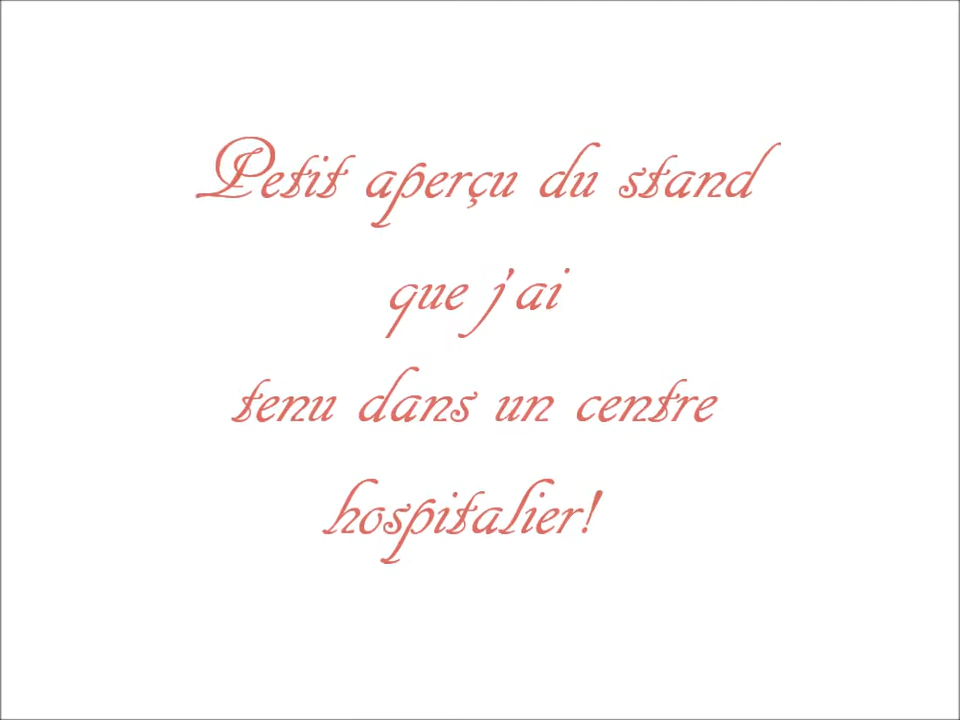 Petit aperçu du stand
que j'ai
tenu dans un centre
hospitalier!